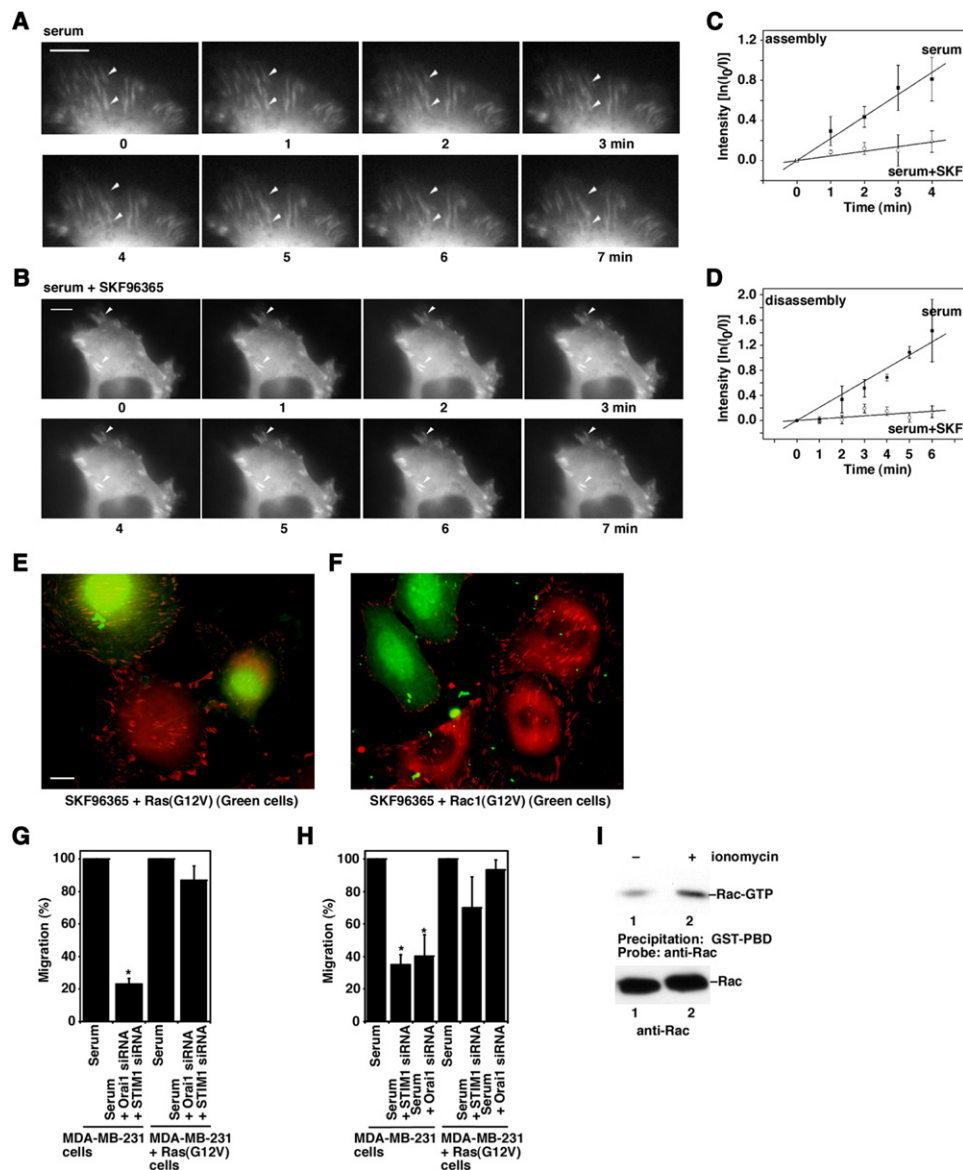 A
serum
0
1
2
3 min
4
5
6
7 min
B
serum + SKF96365
0
1
2
3 min
4
5
6
7 min
C
assembly
serum
serum+SKF
Intensity [ln(I0/I)]
1.2
0.8
0.4
0.0
0 1 2 3 4
Time (min)
D
disassembly
serum
serum+SKF
Intensity [ln(I0/I)]
2.0
1.6
1.2
0.8
0.4
0.0
0 1 2 3 4 5 6
Time (min)
E
SKF96365 + Ras(G12V) (Green cells)
F
SKF96365 + Rac1(G12V) (Green cells)
G
Migration (%)
100
80
60
40
20
0
*
Serum
Serum
+ Orai1 siRNA
+ STIM1 siRNA
Serum
Serum
+ Orai1 siRNA
+ STIM1 siRNA
MDA-MB-231
cells
MDA-MB-231
+ Ras(G12V)
cells
H
Migration (%)
100
80
60
40
20
0
*
*
Serum
Serum
+ STIM1 siRNA
Serum
+ Orai1 siRNA
Serum
Serum
+ STIM1 siRNA
Serum
+ Orai1 siRNA
MDA-MB-231
cells
MDA-MB-231
+ Ras(G12V)
cells
I
– + ionomycin
–Rac-GTP
1 2
Precipitation: GST-PBD
Probe: anti-Rac
–Rac
1 2
anti-Rac